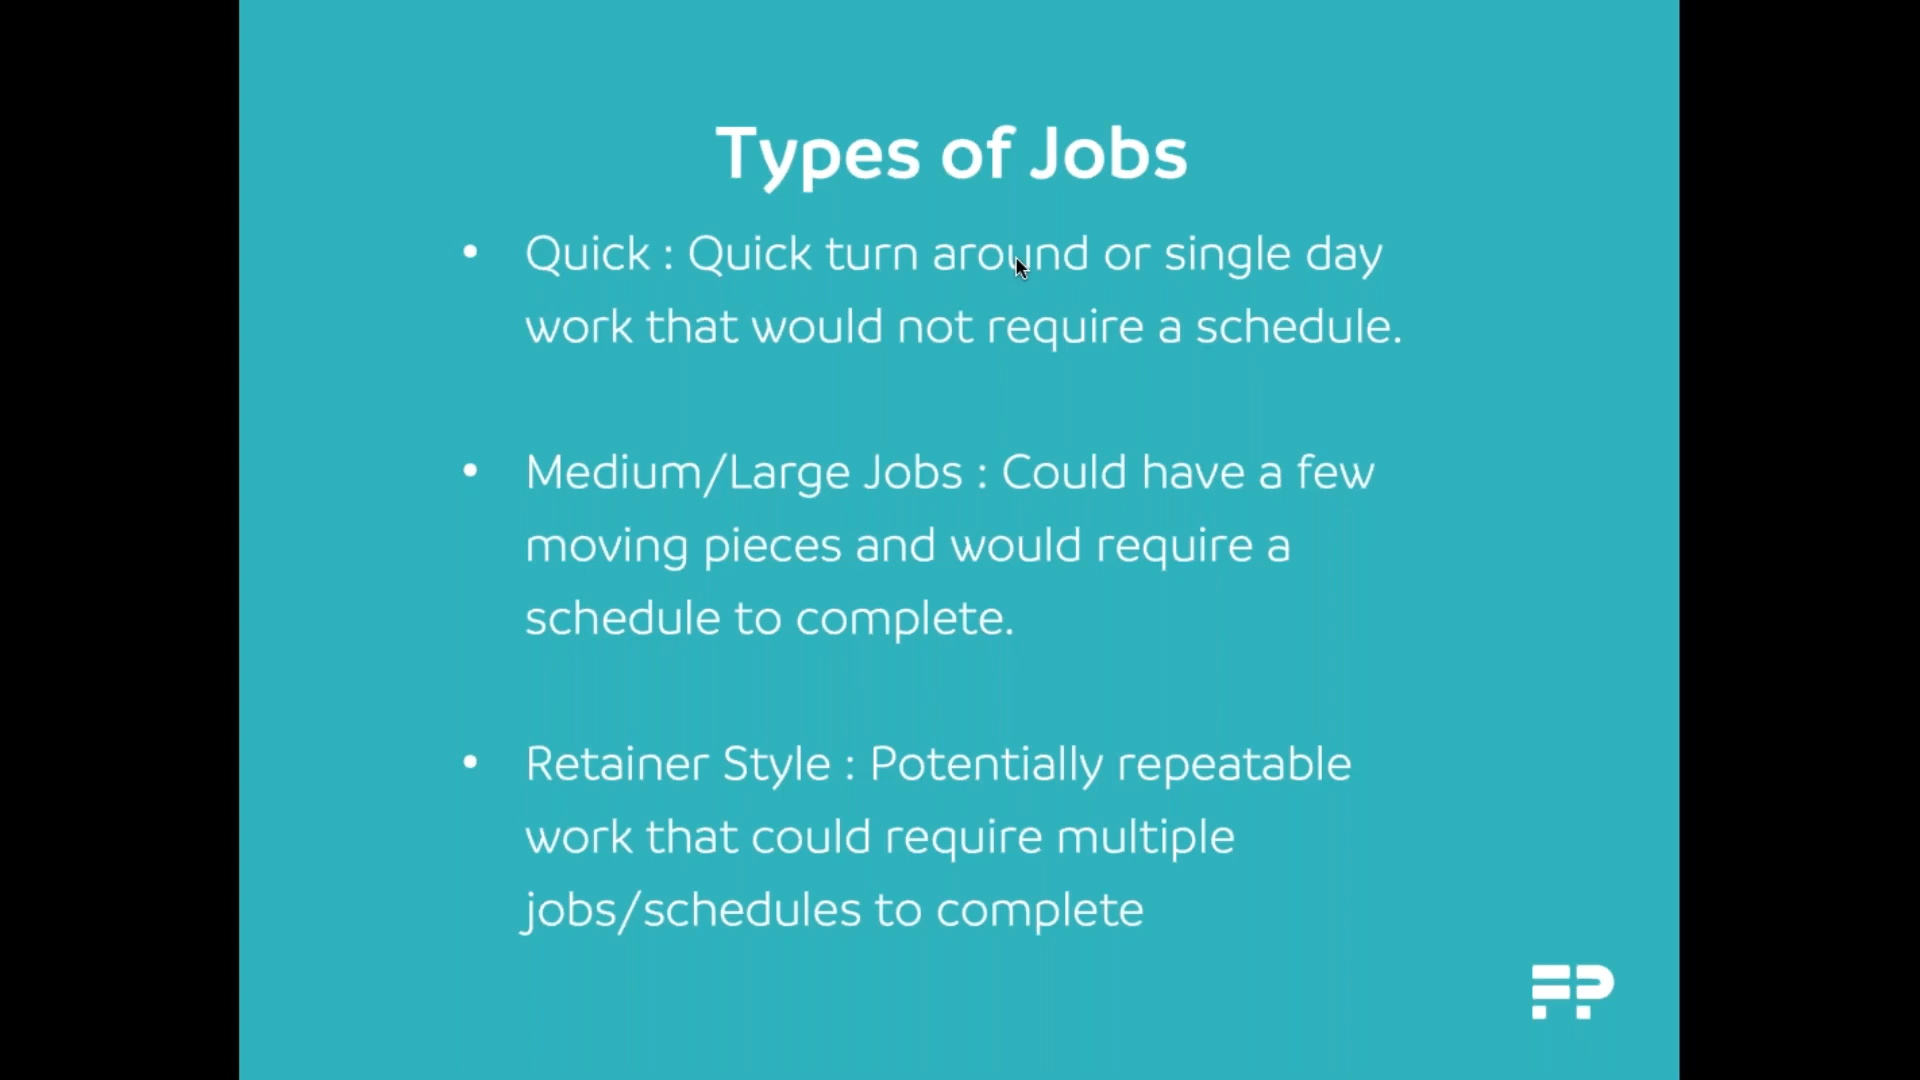 Types of Jobs
• Quick : Quick turn around or single day
work that would not require a schedule.
• Medium/Large Jobs : Could have a few
moving pieces and would require a
schedule to complete.
• Retainer Style : Potentially repeatable
work that could require multiple
jobs/schedules to complete
FP